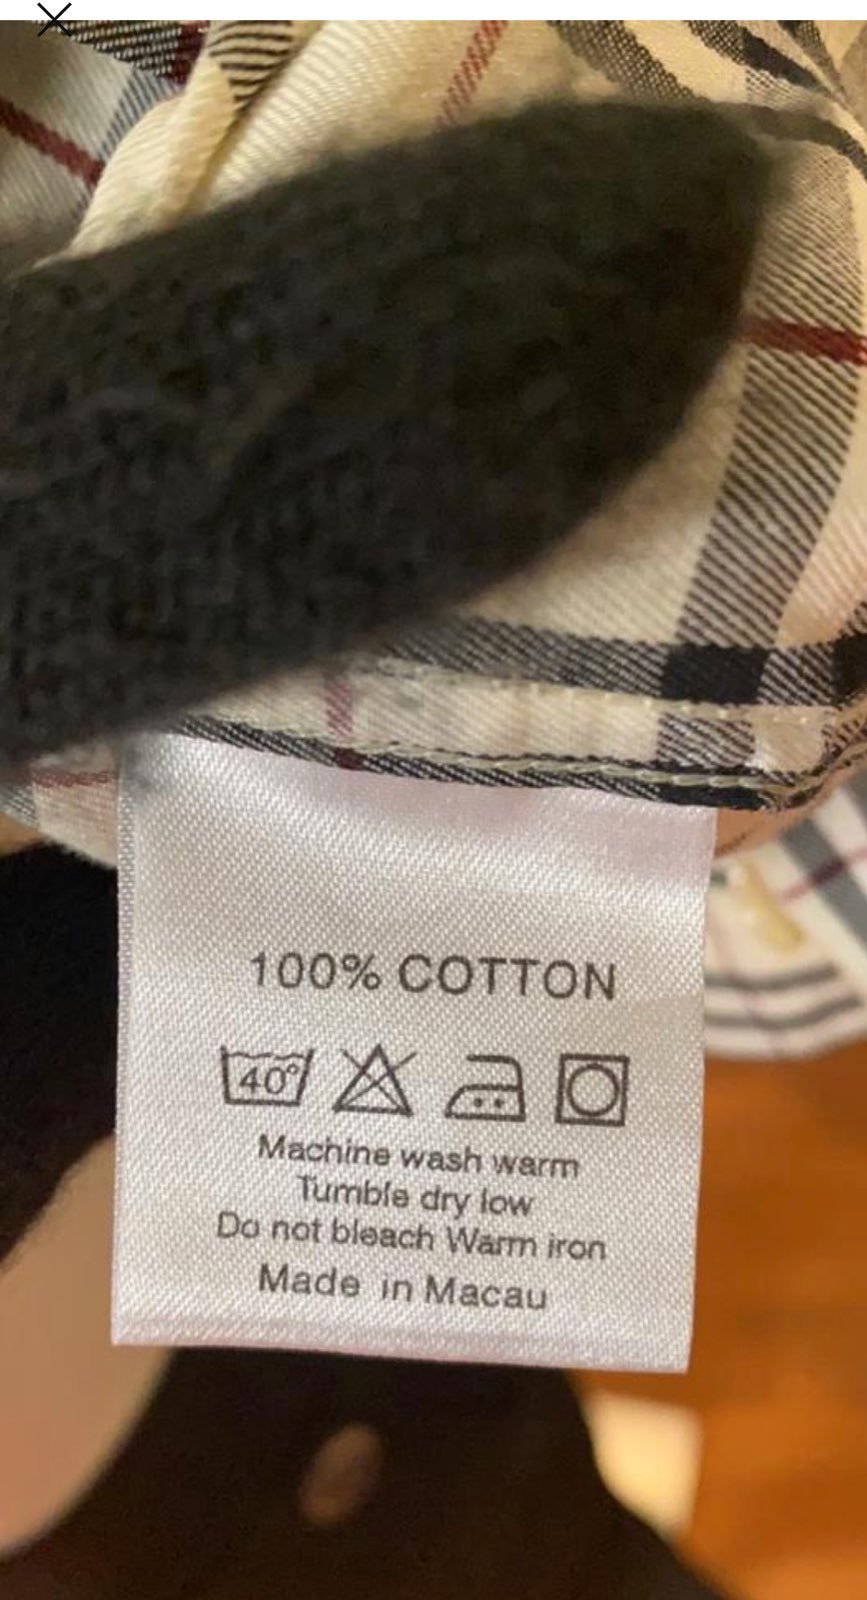 100% COTTON
40°
Machine wash warm
Tumble dry low
Do not bleach Warm iron
Made in Macau